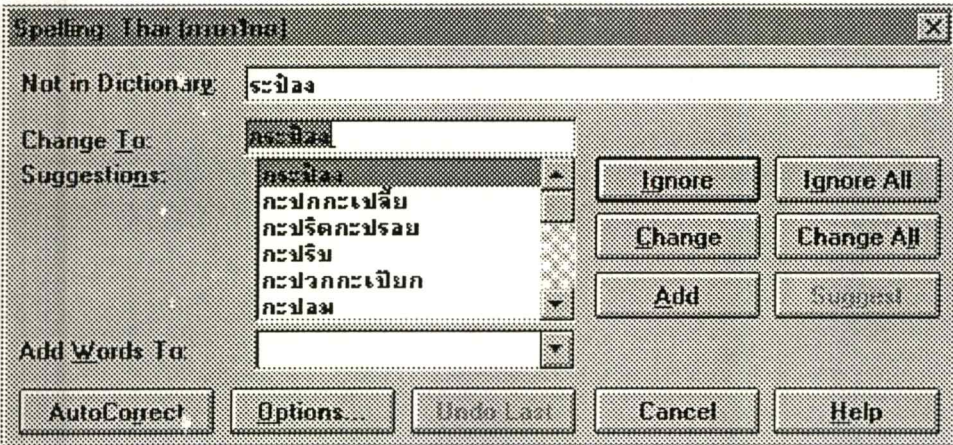 Spelling: Thai (ภาษาไทย)
Not in Dictionary: ระป๋อง
Change To: กระป๋อง
Suggestions: กระป๋อง
กะปกกะเปลี้ย
กะปริดกะปรอย
กะปริบ
กะปวกกะเปียก
กะปอม
Ignore Ignore All
Change Change All
Add Suggest
Add Words To:
AutoCorrect Options... Undo Last Cancel Help